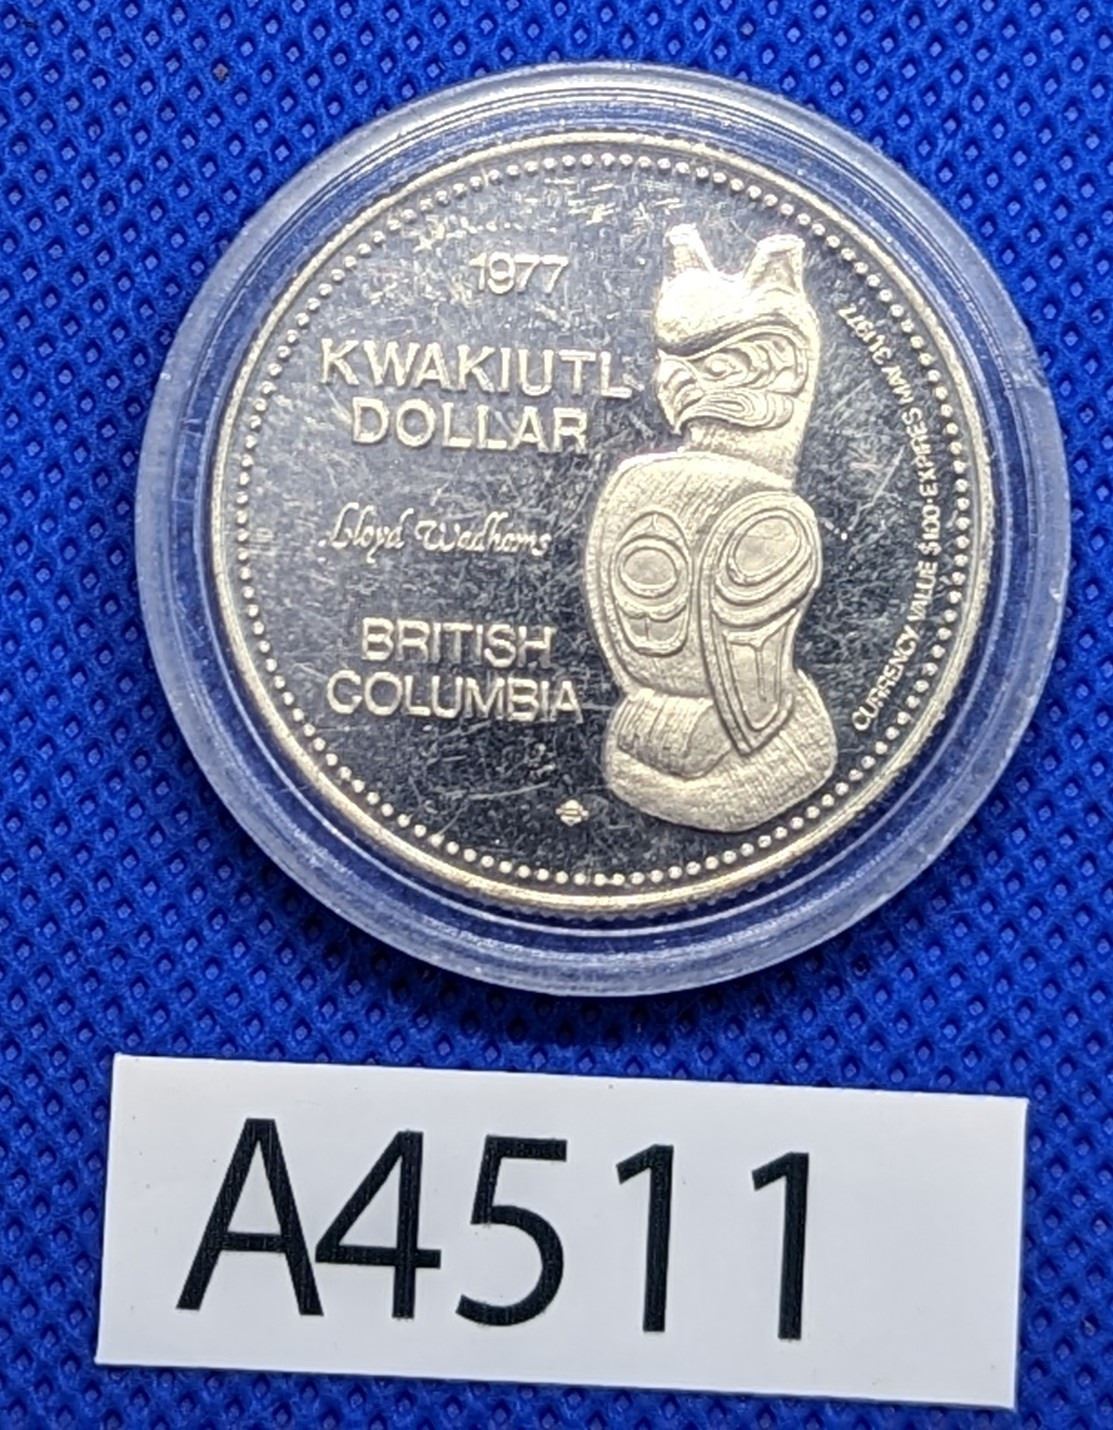 1977
KWAKIUTL
DOLLAR
Lloyd Wadhams
BRITISH
COLUMBIA
CURRENCY VALUE $1.00-EXPIRES MAY 31,1977
A4511